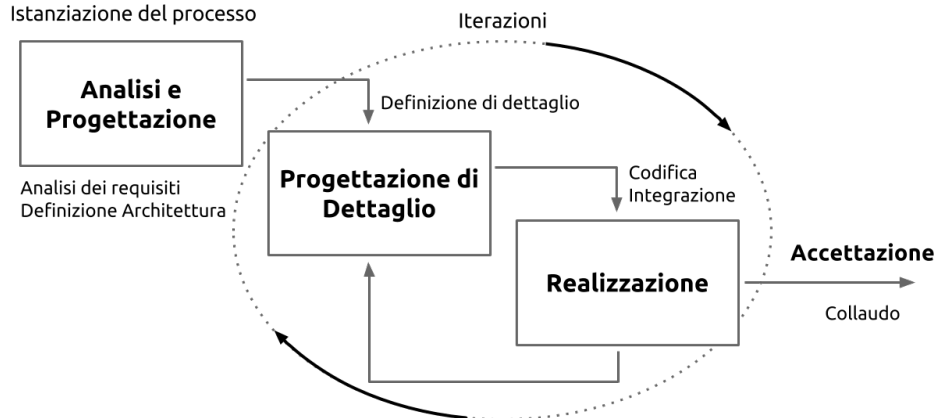 Istanziazione del processo
Iterazioni
Analisi e
Progettazione
Definizione di dettaglio
Analisi dei requisiti
Definizione Architettura
Progettazione di
Dettaglio
Codifica
Integrazione
Realizzazione
Accettazione
Collaudo